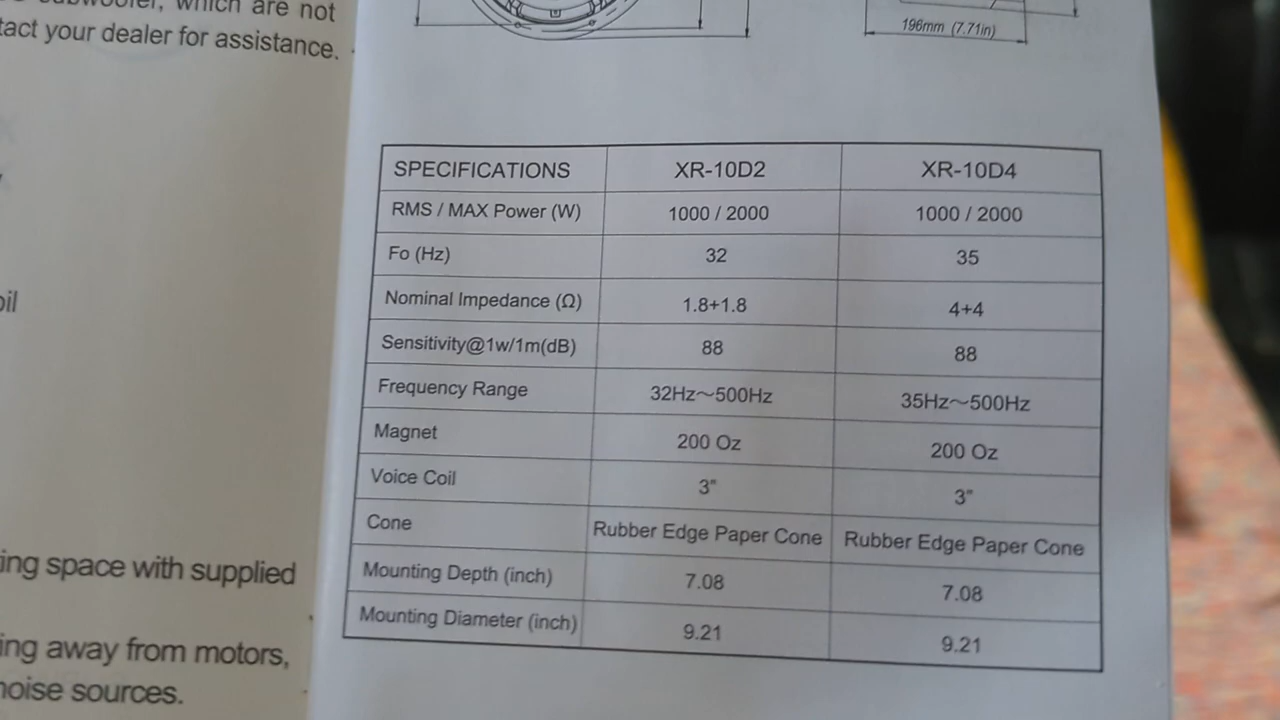 subwoofer, which are not
tact your dealer for assistance.
oil
ing space with supplied
ing away from motors,
noise sources.
196mm (7.71in)
SPECIFICATIONS XR-10D2 XR-10D4
RMS / MAX Power (W) 1000 / 2000 1000 / 2000
Fo (Hz) 32 35
Nominal Impedance (Ω) 1.8+1.8 4+4
Sensitivity@1w/1m(dB) 88 88
Frequency Range 32Hz～500Hz 35Hz～500Hz
Magnet 200 Oz 200 Oz
Voice Coil 3" 3"
Cone Rubber Edge Paper Cone Rubber Edge Paper Cone
Mounting Depth (inch) 7.08 7.08
Mounting Diameter (inch) 9.21 9.21